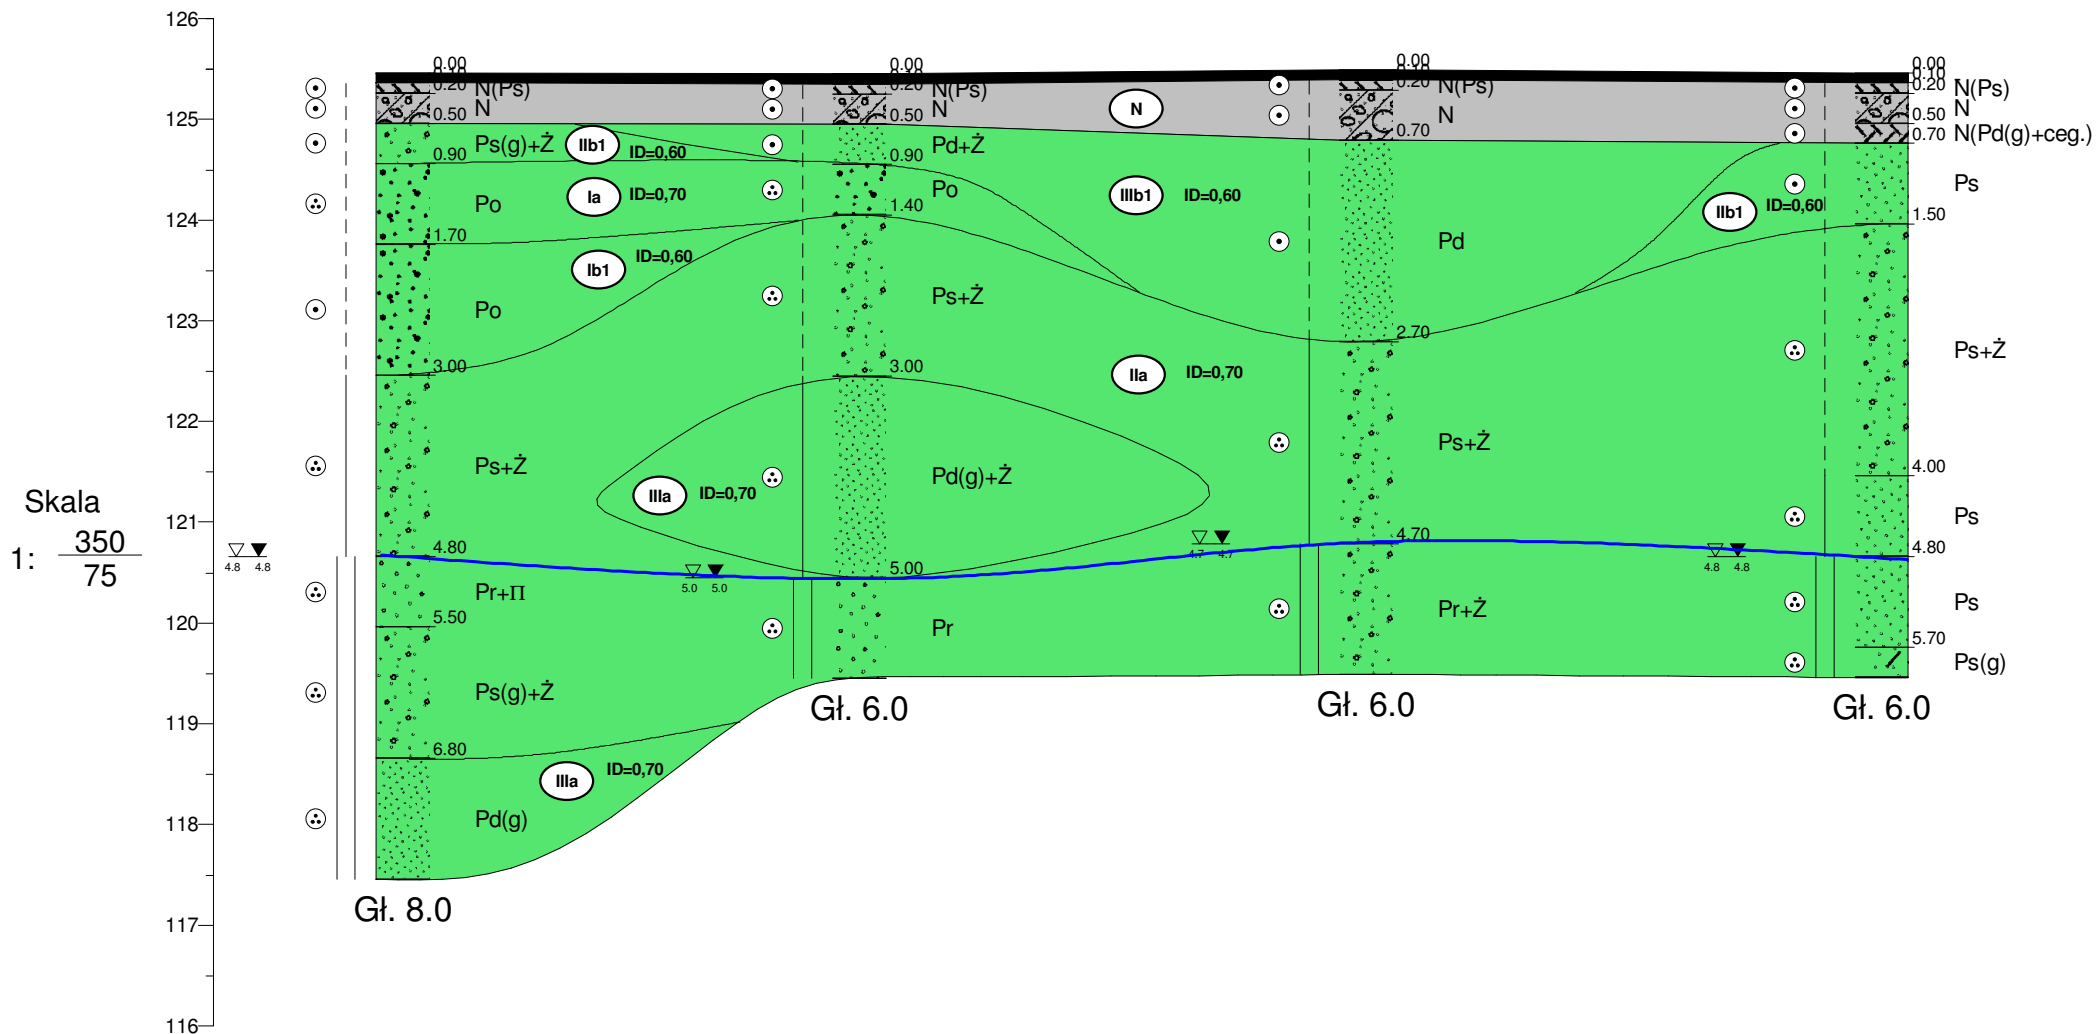 126
125
124
123
122
121
120
119
118
117
116
Skala
1: 350
75
4.8 4.8
0.00
0.10
0.20
0.50
0.90
1.70
3.00
4.80
5.50
6.80
Ps(g)+Ż
Po
Po
Ps+Ż
Pr+Π
Ps(g)+Ż
Pd(g)
Gł. 8.0
IIb1 ID=0,60
Ia ID=0,70
Ib1 ID=0,60
IIIa ID=0,70
IIIa ID=0,70
5.0 5.0
0.00
0.10
0.20
0.50
0.90
1.40
3.00
5.00
N(Ps)
N
Pd+Ż
Po
Ps+Ż
Pd(g)+Ż
Pr
Gł. 6.0
N
IIIb1 ID=0,60
IIa ID=0,70
4.7 4.7
0.00
0.10
0.20
0.70
2.70
4.70
N(Ps)
N
Pd
Ps+Ż
Pr+Ż
Gł. 6.0
IIb1 ID=0,60
4.8 4.8
0.00
0.10
0.20
0.50
0.70
1.50
4.00
4.80
5.70
N(Ps)
N
N(Pd(g)+ceg.)
Ps
Ps+Ż
Ps
Ps
Ps(g)
Gł. 6.0
N(Ps)
N